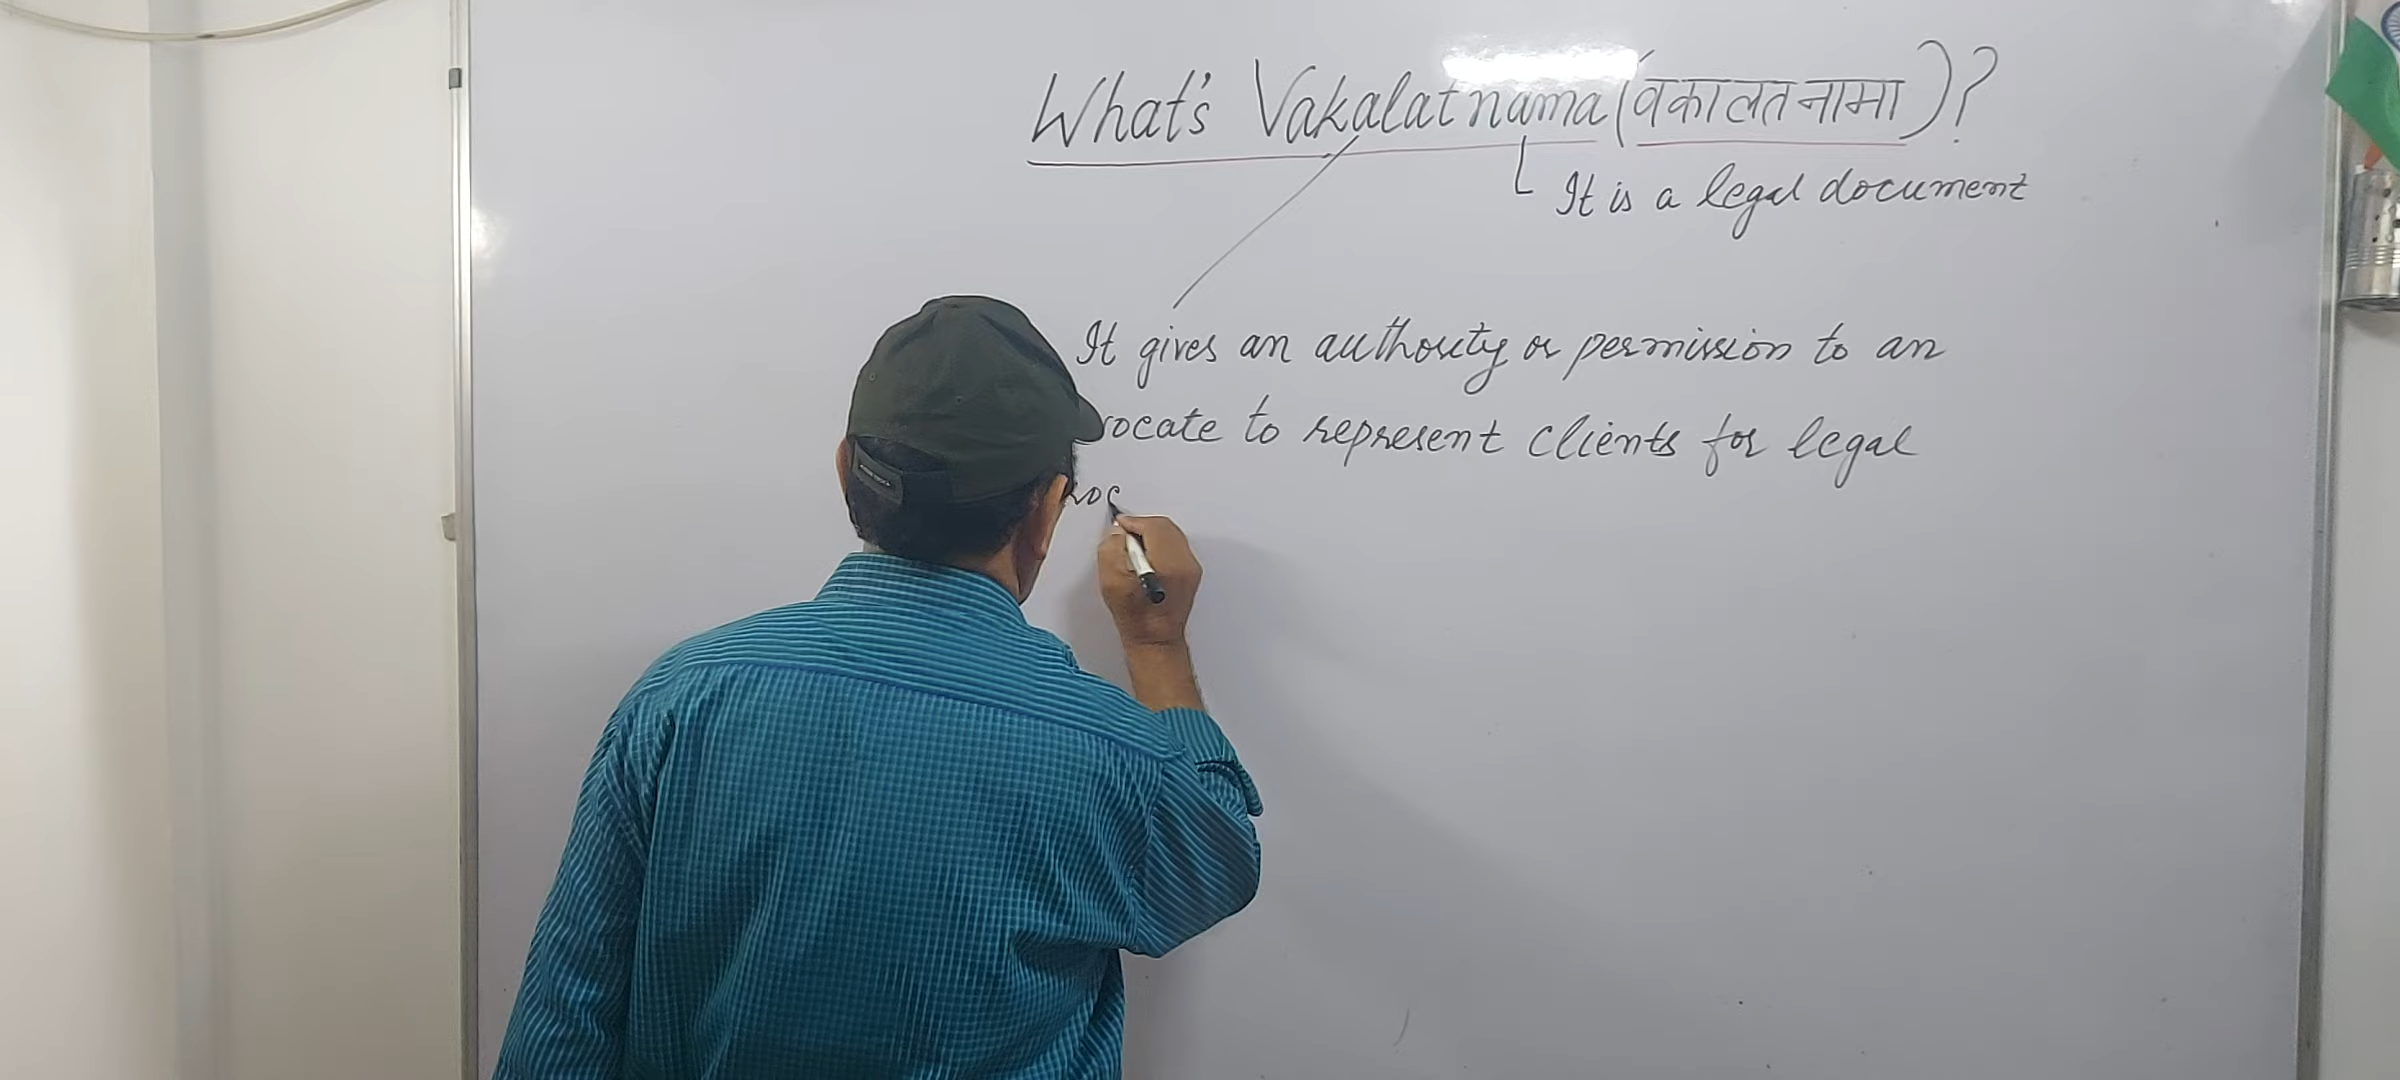 What's Vakalatnama (वकालतनामा)?
It is a legal document
It gives an authority or permission to an
to represent clients for legal